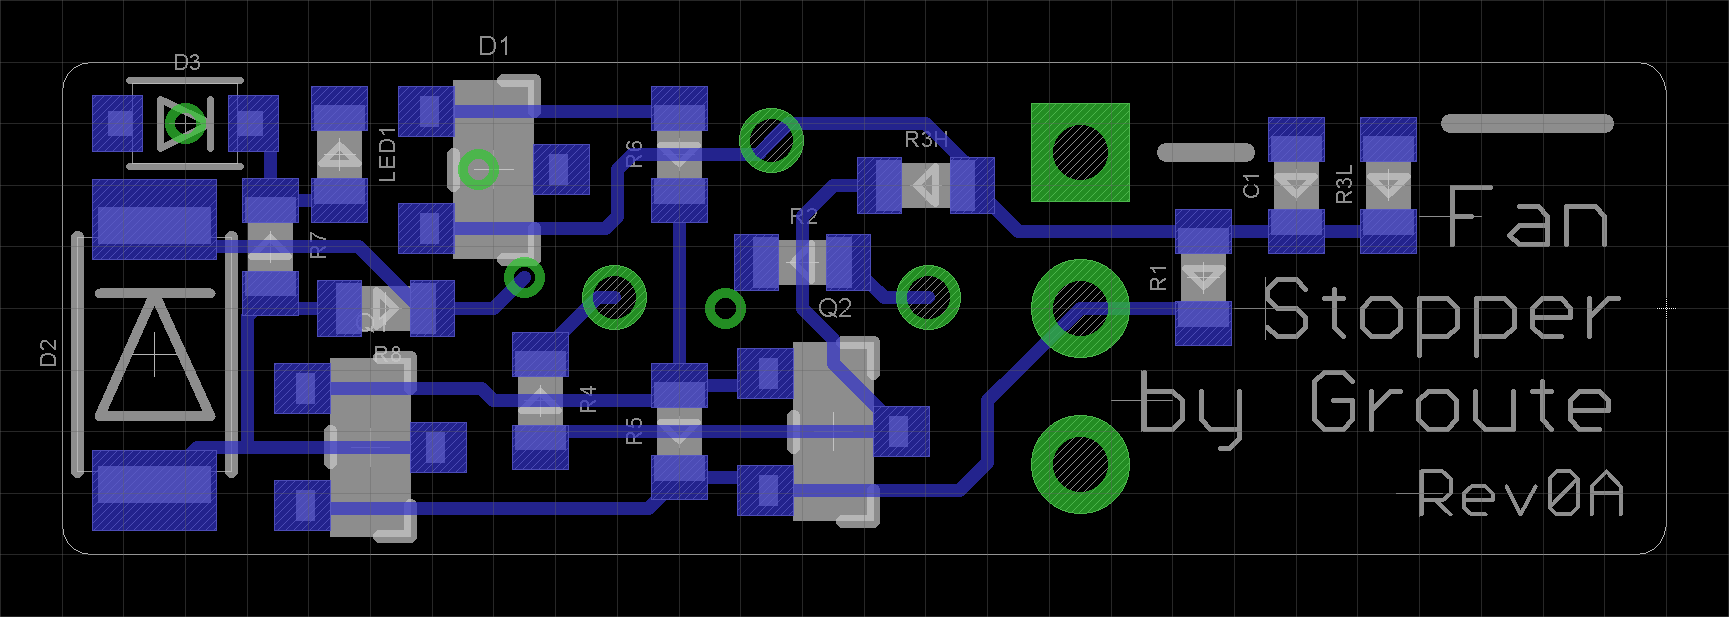 D1
D3
LED1
R6
R3H
C1
R3L
Fan
R2
R7
R1
Stopper
Q2
Q1
D2
R8
R4
by Groute
R5
Rev0A